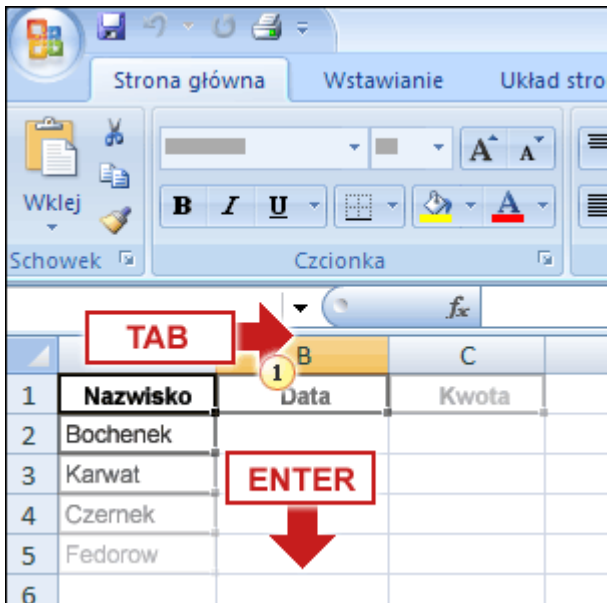 Strona główna Wstawianie Układ stro
A A
Wklej
B I U A
Schowek Czcionka
fx
TAB
1
B C
1 Nazwisko Data Kwota
2 Bochenek
3 Karwat
ENTER
4 Czernek
5 Fedorow
6